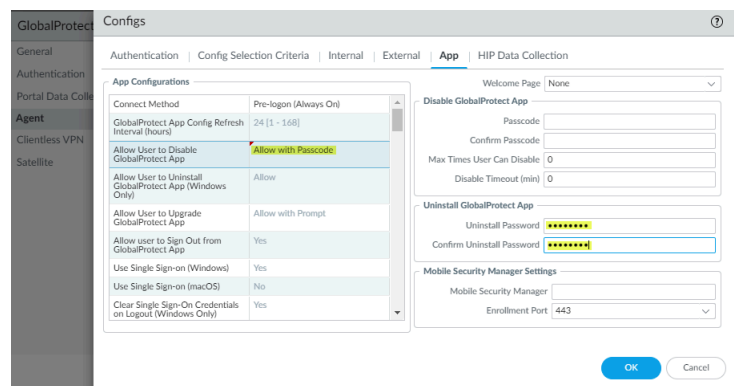 GlobalProtect
Configs
General
Authentication
Portal Data Colle
Agent
Clientless VPN
Satellite
Authentication | Config Selection Criteria | Internal | External | App | HIP Data Collection
App Configurations
Connect Method Pre-logon (Always On)
GlobalProtect App Config Refresh Interval (hours) 24 [1 - 168]
Allow User to Disable GlobalProtect App Allow with Passcode
Allow User to Uninstall GlobalProtect App (Windows Only) Allow
Allow User to Upgrade GlobalProtect App Allow with Prompt
Allow user to Sign Out from GlobalProtect App Yes
Use Single Sign-on (Windows) Yes
Use Single Sign-on (macOS) No
Clear Single Sign-On Credentials on Logout (Windows Only) Yes
Welcome Page None
Disable GlobalProtect App
Passcode
Confirm Passcode
Max Times User Can Disable 0
Disable Timeout (min) 0
Uninstall GlobalProtect App
Uninstall Password ••••••••
Confirm Uninstall Password ••••••••
Mobile Security Manager Settings
Mobile Security Manager
Enrollment Port 443
OK
Cancel